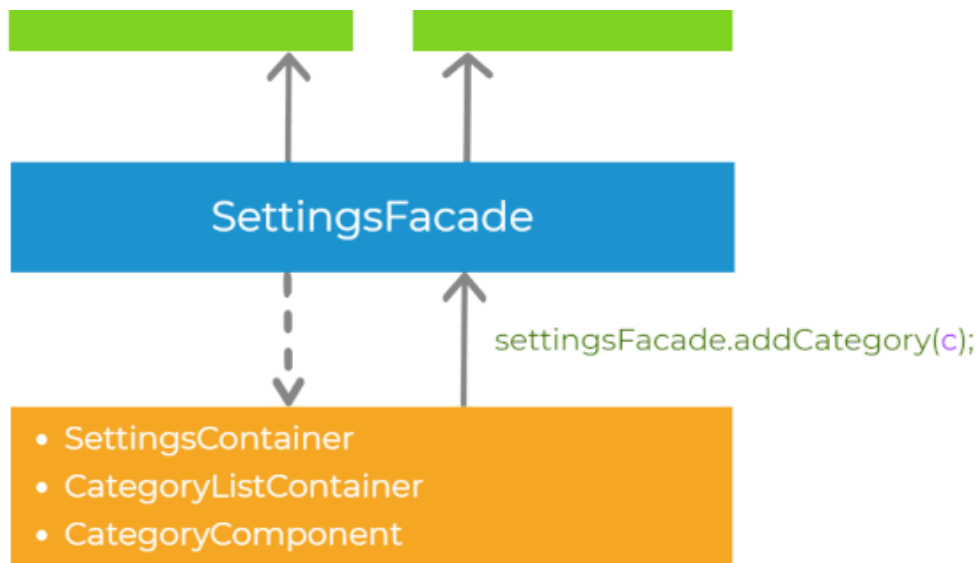 SettingsFacade
settingsFacade.addCategory(c);
• SettingsContainer
• CategoryListContainer
• CategoryComponent